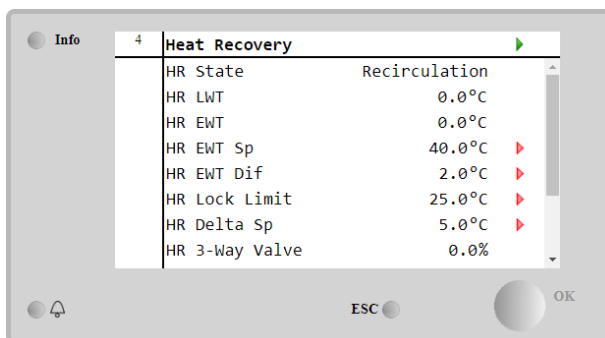 Info
4 Heat Recovery
HR State Recirculation
HR LWT 0.0°C
HR EWT 0.0°C
HR EWT Sp 40.0°C
HR EWT Dif 2.0°C
HR Lock Limit 25.0°C
HR Delta Sp 5.0°C
HR 3-Way Valve 0.0%
ESC
OK